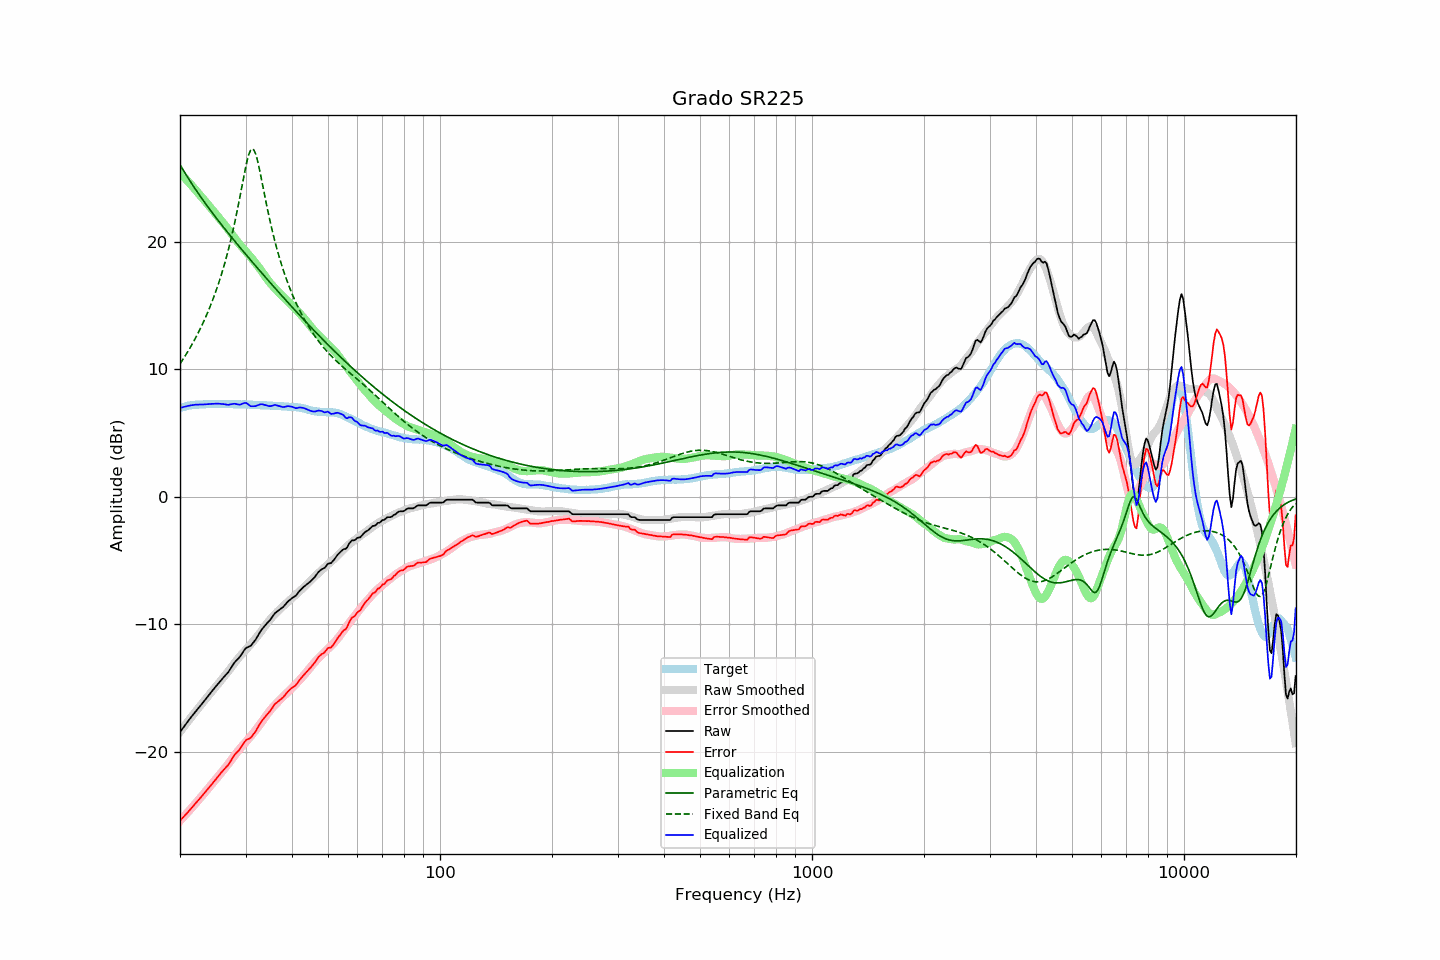 Grado SR225
Amplitude (dBr)
20
10
0
−10
−20
100
1000
10000
Frequency (Hz)
Target
Raw Smoothed
Error Smoothed
Raw
Error
Equalization
Parametric Eq
Fixed Band Eq
Equalized